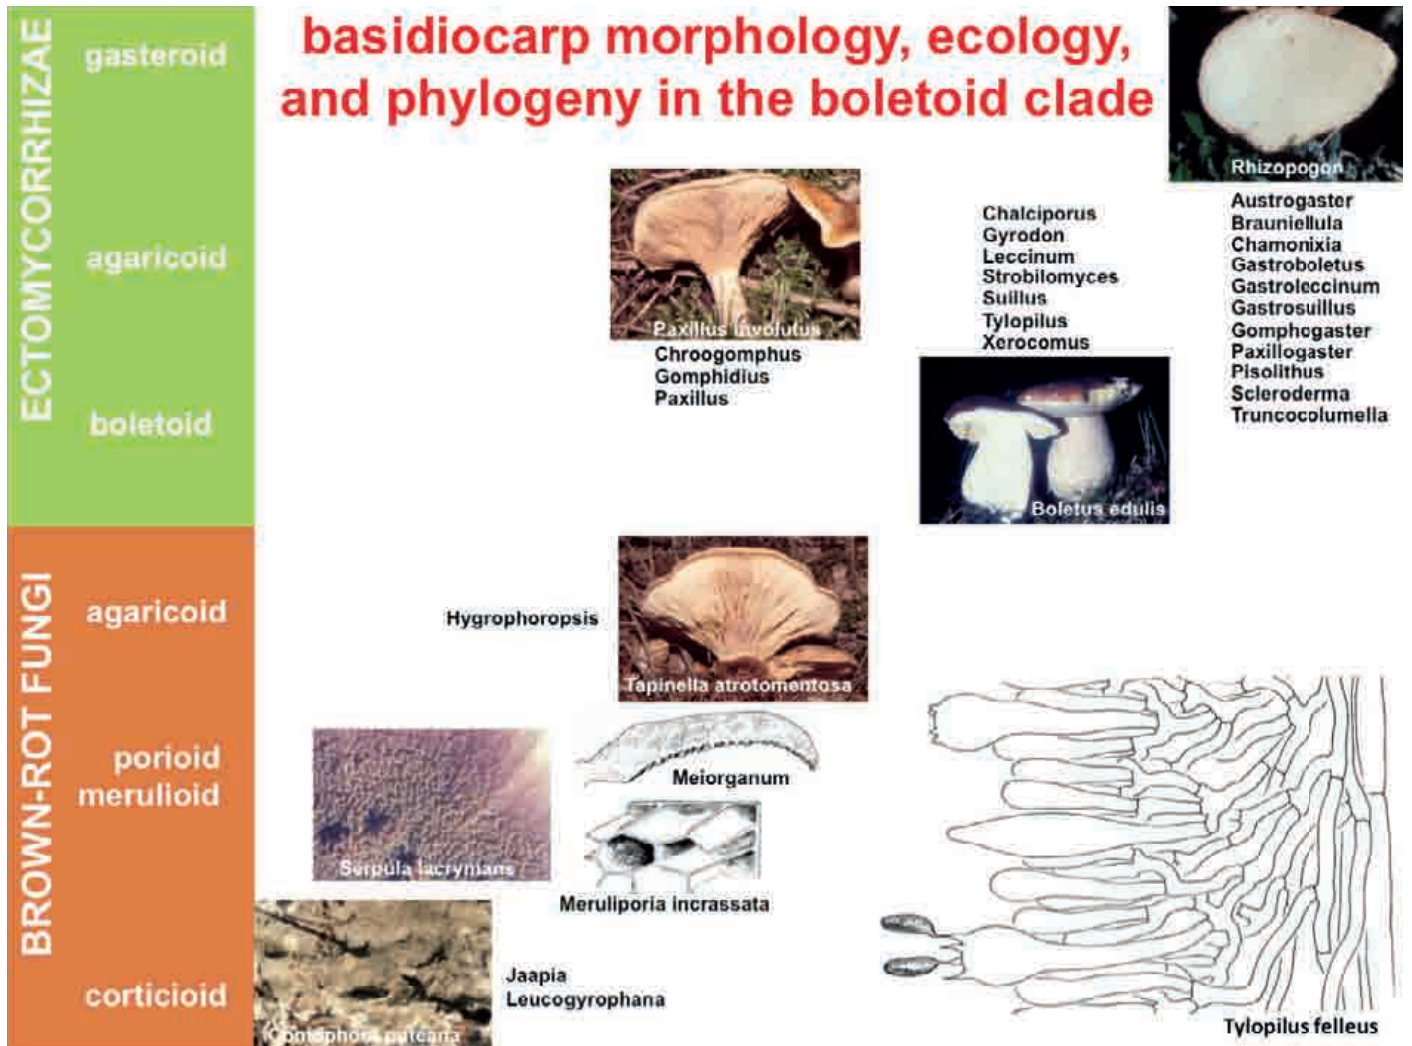 basidiocarp morphology, ecology,
and phylogeny in the boletoid clade
ECTOMYCORRHIZAE
gasteroid
agaricoid
boletoid
BROWN-ROT FUNGI
agaricoid
porioid
merulioid
corticioid
Rhizopogon
Austrogaster
Brauniellula
Chamonixia
Gastroboletus
Gastroleccinum
Gastrosuillus
Gomphogaster
Paxillogaster
Pisolithus
Scleroderma
Truncocolumella
Paxillus involutus
Chroogomphus
Gomphidius
Paxillus
Chalciporus
Gyrodon
Leccinum
Strobilomyces
Suillus
Tylopilus
Xerocomus
Boletus edulis
Hygrophoropsis
Tapinella atrotomentosa
Serpula lacrymans
Meiorganum
Meruliporia incrassata
Coniophora puteana
Jaapia
Leucogyrophana
Tylopilus felleus